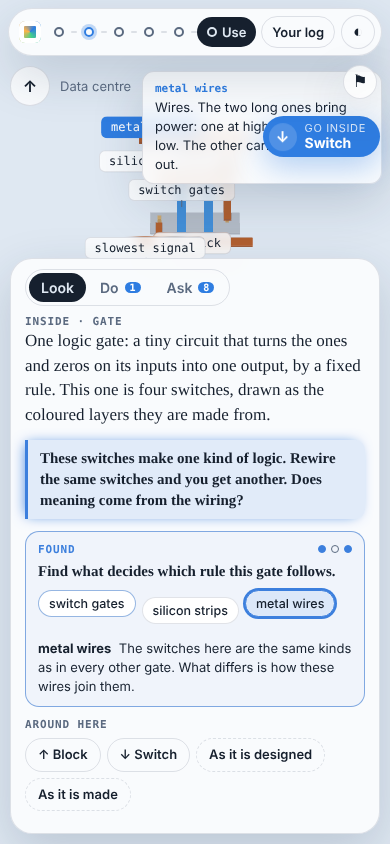 Use
Your log
Data centre
metal wires
Wires. The two long ones bring
power: one at high
low. The other car
out.
GO INSIDE
Switch
meta
silic
switch gates
slowest signal
ck
Look
Do 1
Ask 8
INSIDE · GATE
One logic gate: a tiny circuit that turns the ones
and zeros on its inputs into one output, by a fixed
rule. This one is four switches, drawn as the
coloured layers they are made from.
These switches make one kind of logic. Rewire
the same switches and you get another. Does
meaning come from the wiring?
FOUND
Find what decides which rule this gate follows.
switch gates
silicon strips
metal wires
metal wires The switches here are the same kinds
as in every other gate. What differs is how these
wires join them.
AROUND HERE
↑ Block
↓ Switch
As it is designed
As it is made